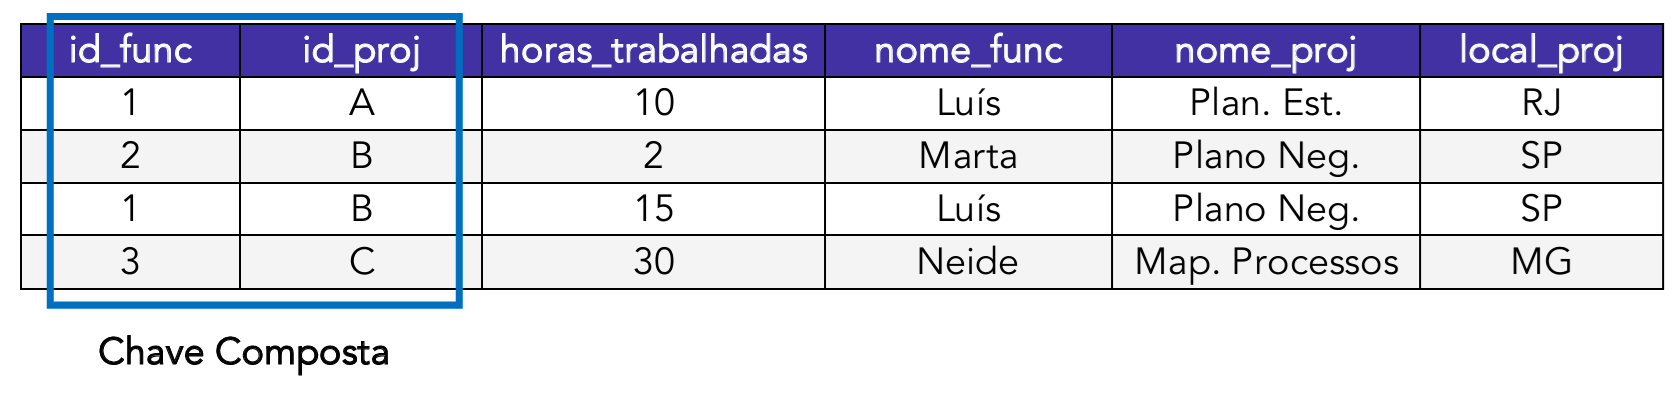 id_func id_proj horas_trabalhadas nome_func nome_proj local_proj
1 A 10 Luís Plan. Est. RJ
2 B 2 Marta Plano Neg. SP
1 B 15 Luís Plano Neg. SP
3 C 30 Neide Map. Processos MG
Chave Composta